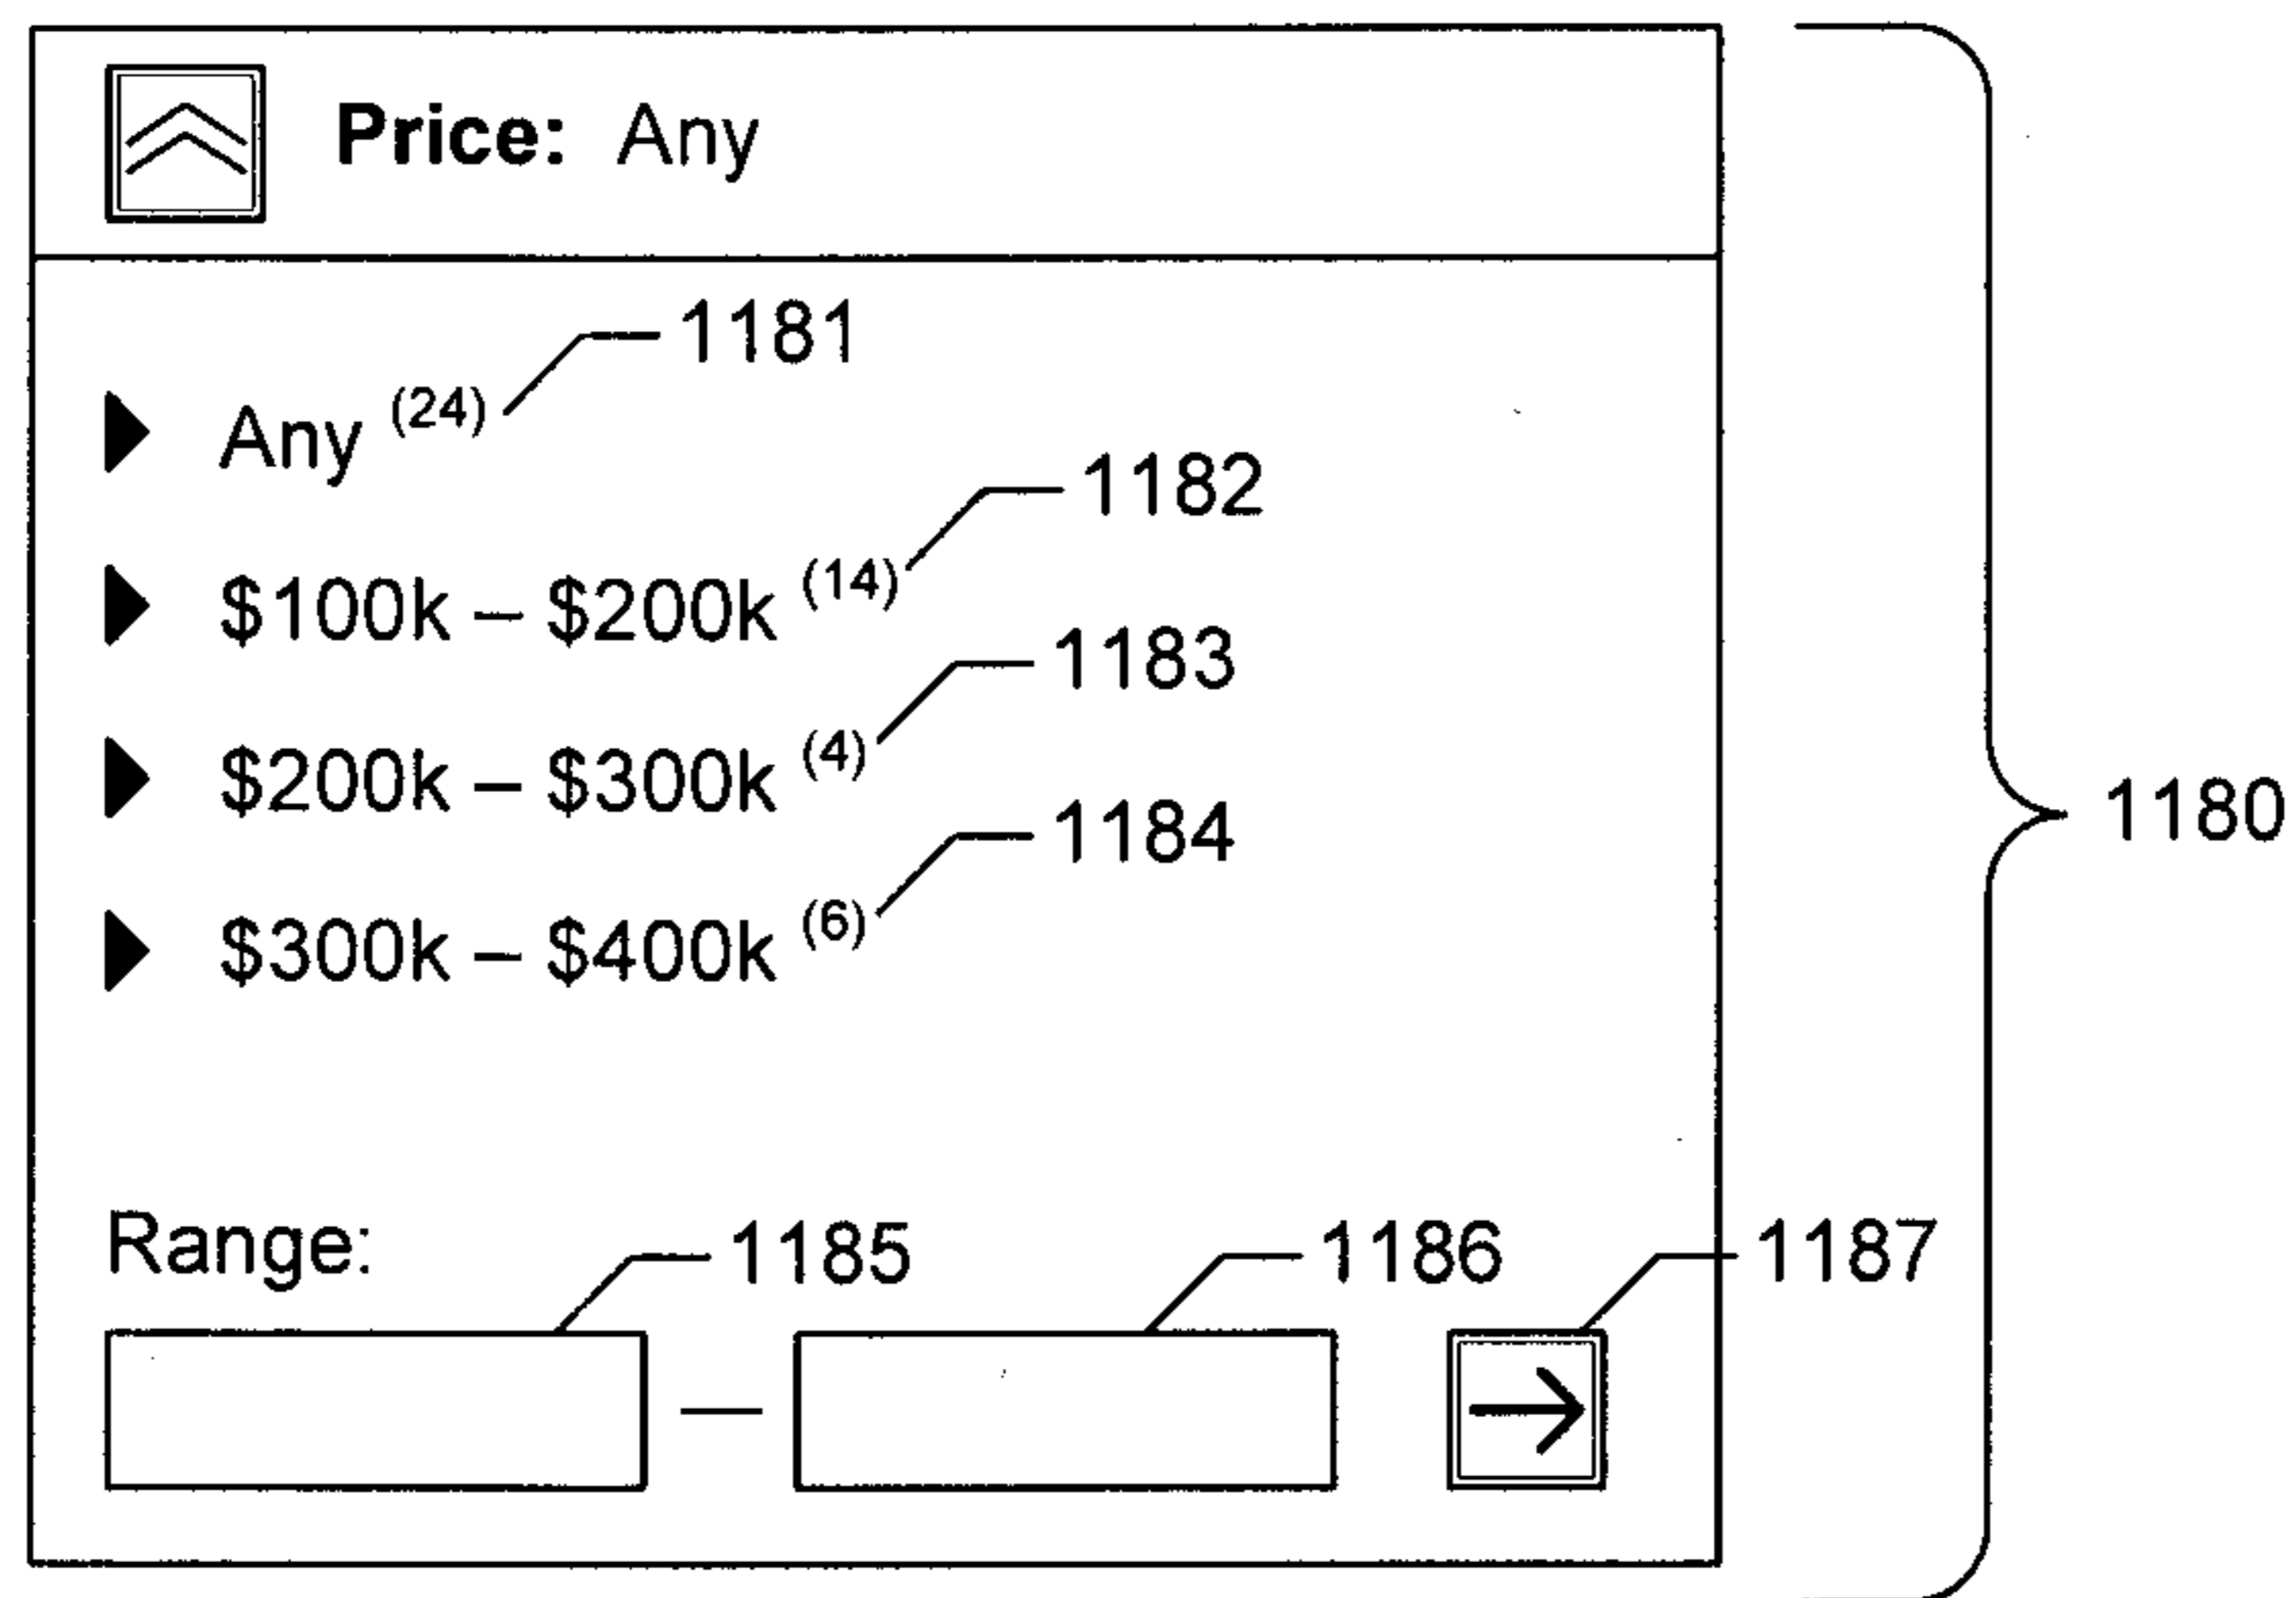 Price: Any
1181
Any (24)
1182
$100k – $200k (14)
1183
$200k – $300k (4)
1180
1184
$300k – $400k (6)
Range:
1185
1186
1187
—